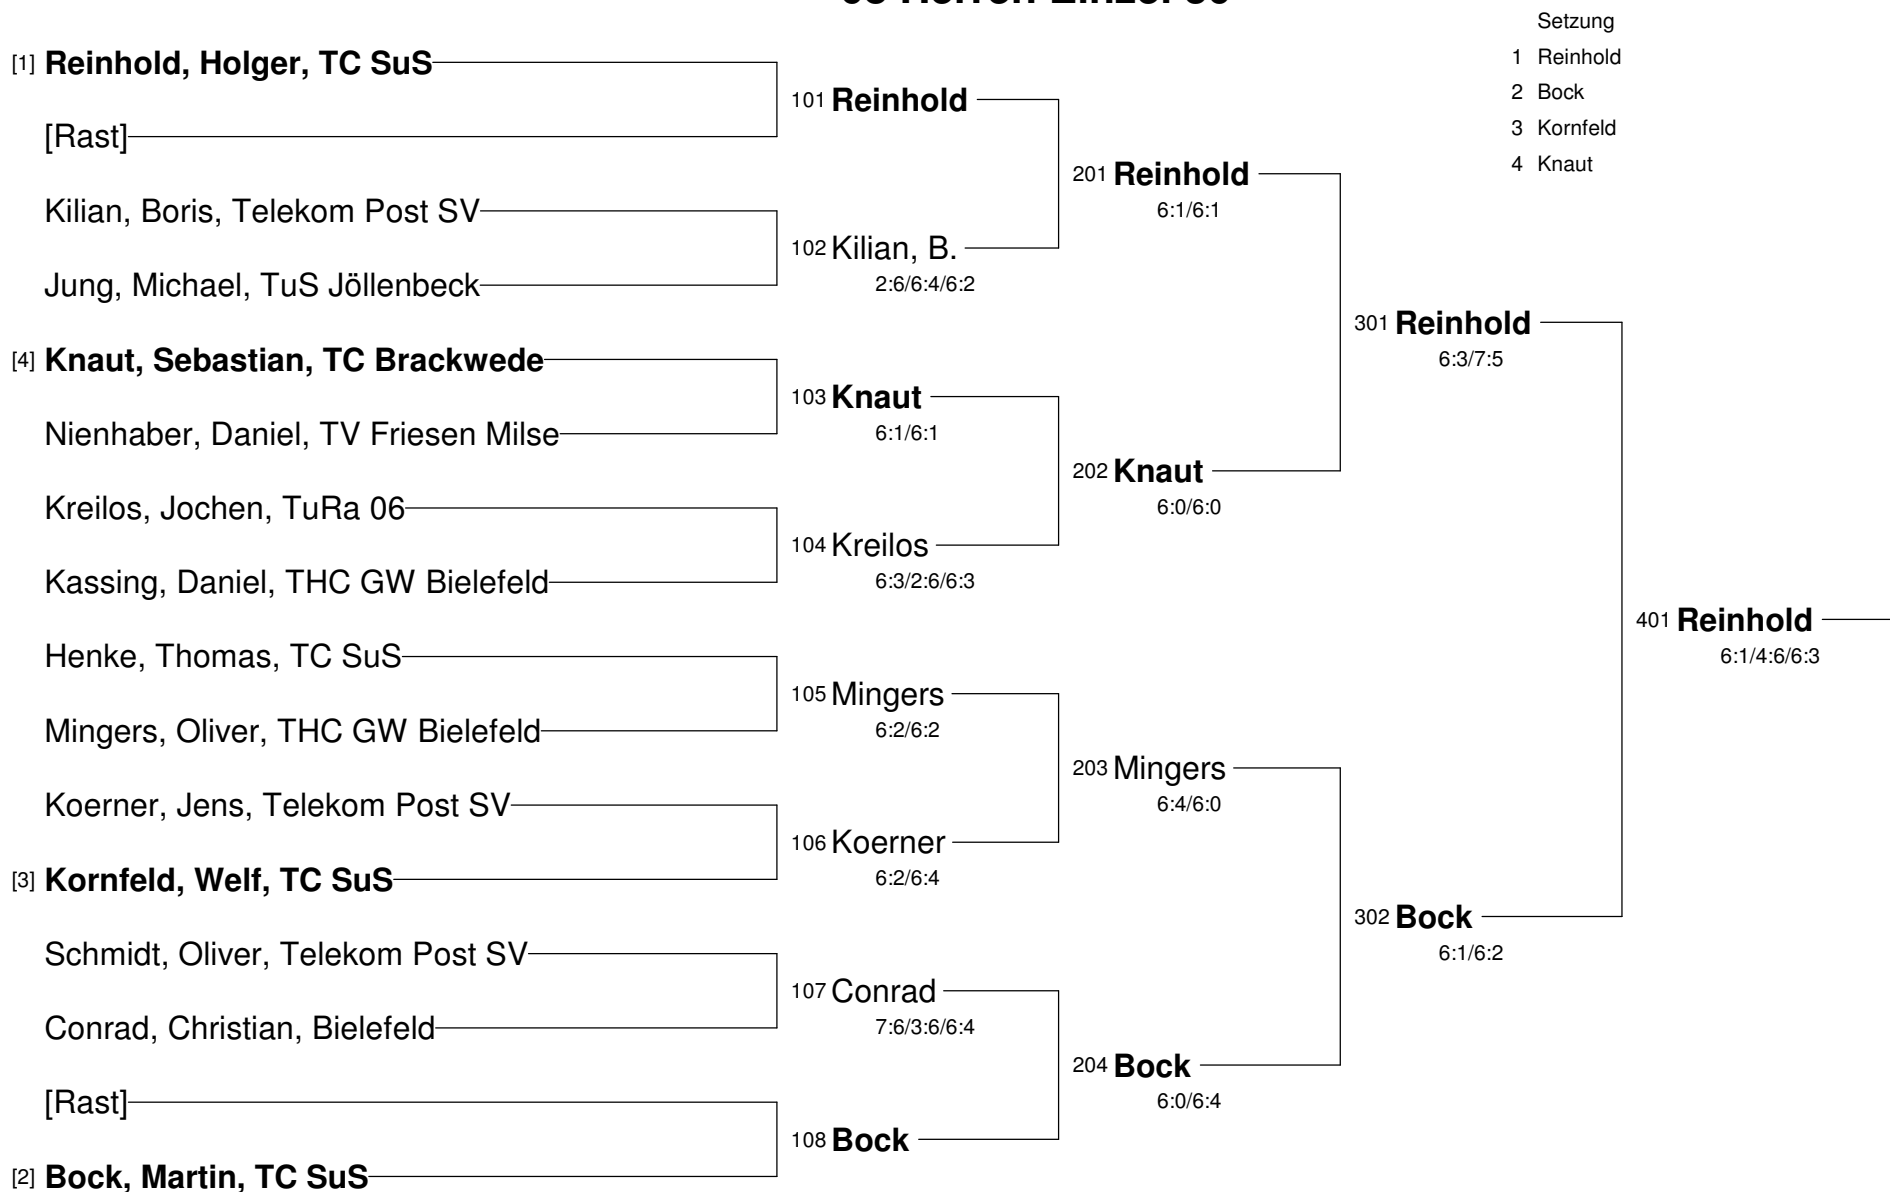 Setzung
1 Reinhold
2 Bock
3 Kornfeld
4 Knaut
[1] Reinhold, Holger, TC SuS
[Rast]
Kilian, Boris, Telekom Post SV
Jung, Michael, TuS Jöllenbeck
[4] Knaut, Sebastian, TC Brackwede
Nienhaber, Daniel, TV Friesen Milse
Kreilos, Jochen, TuRa 06
Kassing, Daniel, THC GW Bielefeld
Henke, Thomas, TC SuS
Mingers, Oliver, THC GW Bielefeld
Koerner, Jens, Telekom Post SV
[3] Kornfeld, Welf, TC SuS
Schmidt, Oliver, Telekom Post SV
Conrad, Christian, Bielefeld
[Rast]
[2] Bock, Martin, TC SuS
101 Reinhold
102 Kilian, B.
2:6/6:4/6:2
103 Knaut
6:1/6:1
104 Kreilos
6:3/2:6/6:3
105 Mingers
6:2/6:2
106 Koerner
6:2/6:4
107 Conrad
7:6/3:6/6:4
108 Bock
201 Reinhold
6:1/6:1
202 Knaut
6:0/6:0
203 Mingers
6:4/6:0
204 Bock
6:0/6:4
301 Reinhold
6:3/7:5
302 Bock
6:1/6:2
401 Reinhold
6:1/4:6/6:3